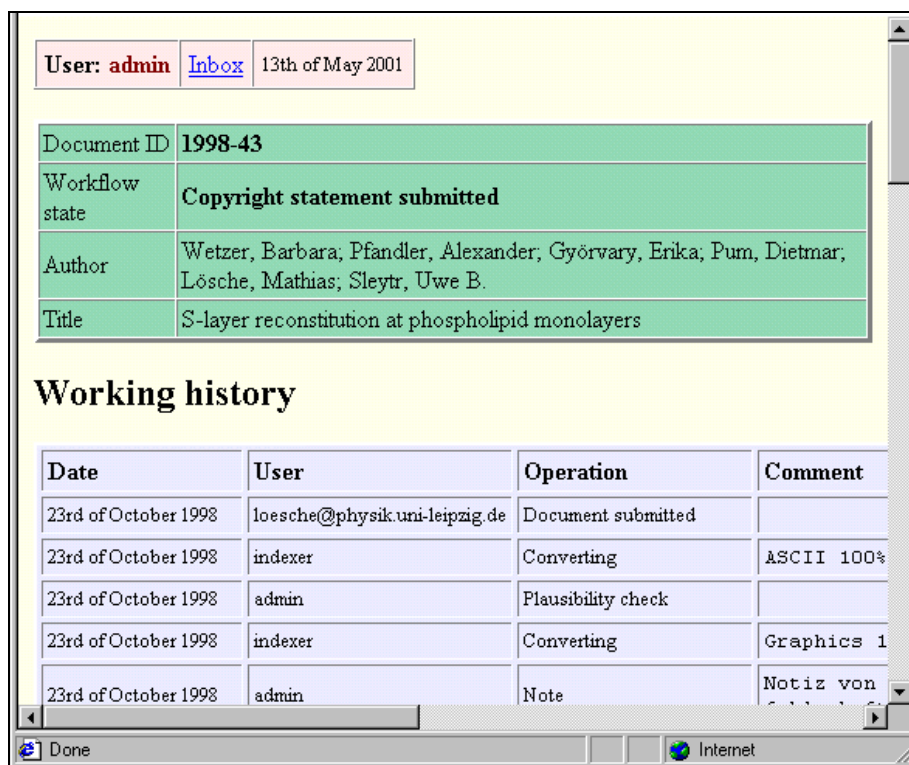 User: admin Inbox 13th of May 2001
Document ID 1998-43
Workflow
state
Copyright statement submitted
Author
Wetzer, Barbara; Pfandler, Alexander; Györvary, Erika; Pum, Dietmar;
Lösche, Mathias; Sleytr, Uwe B.
Title S-layer reconstitution at phospholipid monolayers
Working history
Date User Operation Comment
23rd of October 1998 loesche@physik.uni-leipzig.de Document submitted
23rd of October 1998 indexer Converting ASCII 100%
23rd of October 1998 admin Plausibility check
23rd of October 1998 indexer Converting Graphics 1
23rd of October 1998 admin Note Notiz von
Done Internet